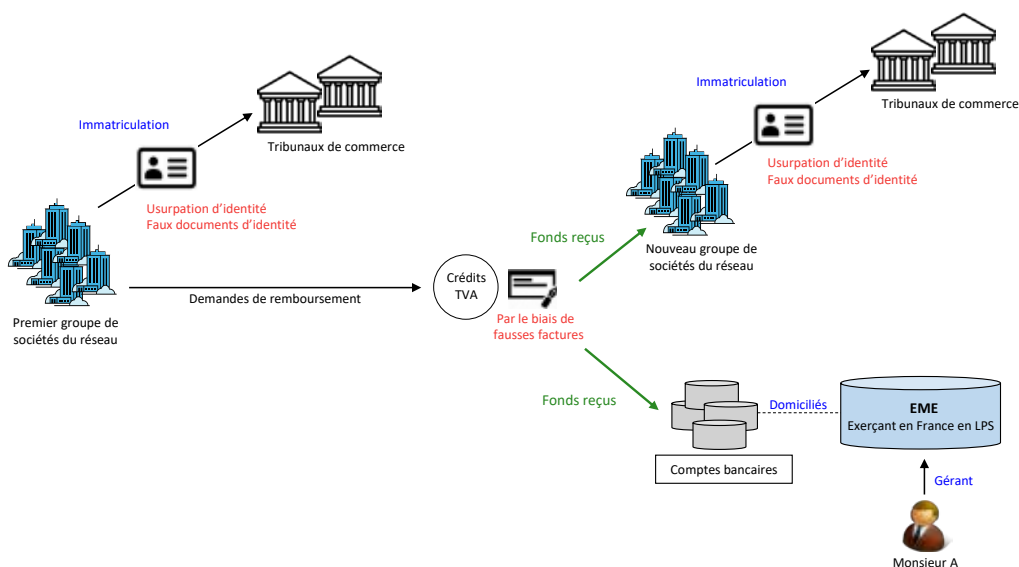 Immatriculation
Tribunaux de commerce
Usurpation d'identité
Faux documents d'identité
Premier groupe de
sociétés du réseau
Demandes de remboursement
Crédits
TVA
Par le biais de
fausses factures
Fonds reçus
Immatriculation
Tribunaux de commerce
Usurpation d'identité
Faux documents d'identité
Nouveau groupe de
sociétés du réseau
Fonds reçus
Comptes bancaires
Domiciliés
EME
Exerçant en France en LPS
Gérant
Monsieur A